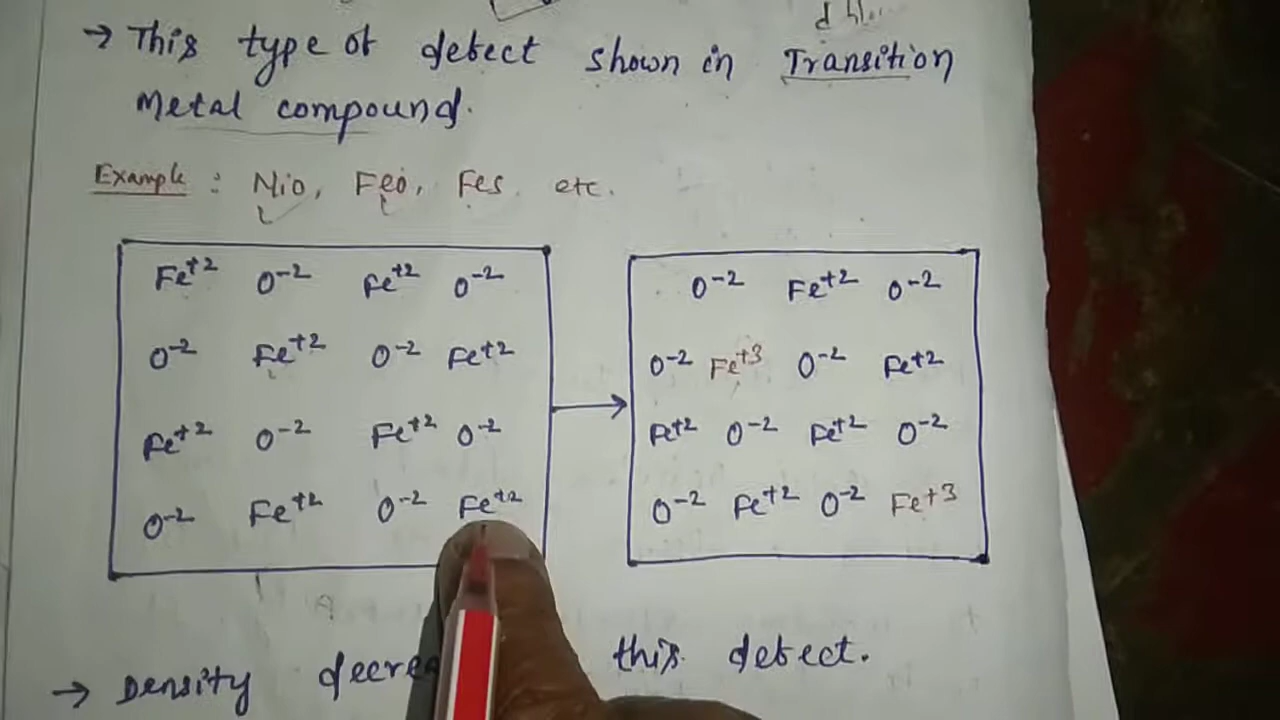 → This type of defect shown in Transition
Metal compound.
Example : Nio, Feo, Fes etc.
Fe+2 O-2 Fe+2 O-2
O-2 Fe+2 O-2 Fe+2
Fe+2 O-2 Fe+2 O-2
O-2 Fe+2 O-2 Fe+2
O-2 Fe+2 O-2
O-2 Fe+3 O-2 Fe+2
Fe+2 O-2 Fe+2 O-2
O-2 Fe+2 O-2 Fe+3
→ Density this defect.